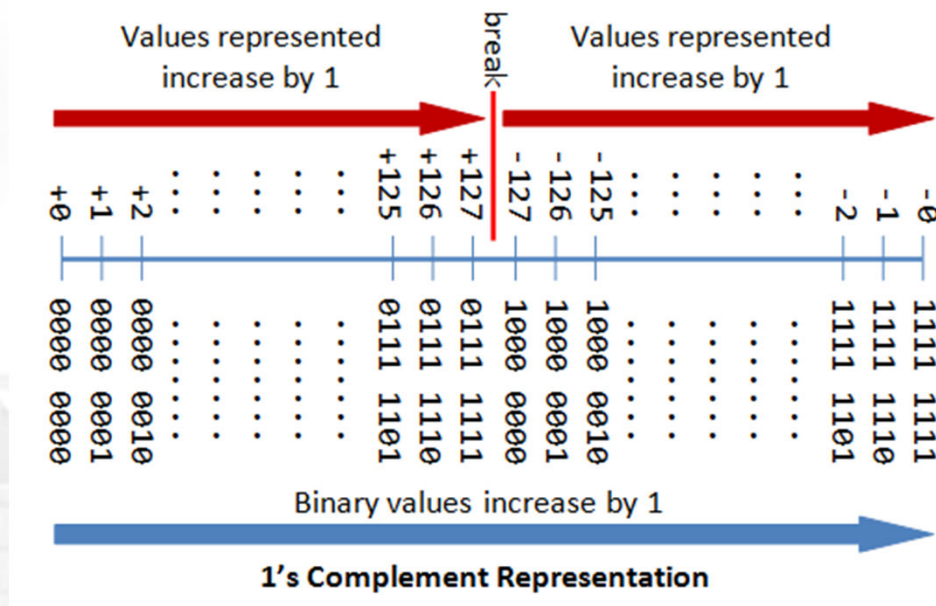 Values represented
increase by 1
break
Values represented
increase by 1
+0 +1 +2 ..... +125 +126 +127 -127 -126 -125 ..... -2 -1 -0
0000 0000
0000 0001
0000 0010
0111 1101
0111 1110
0111 1111
1000 0000
1000 0001
1000 0010
1111 1101
1111 1110
1111 1111
Binary values increase by 1
1's Complement Representation